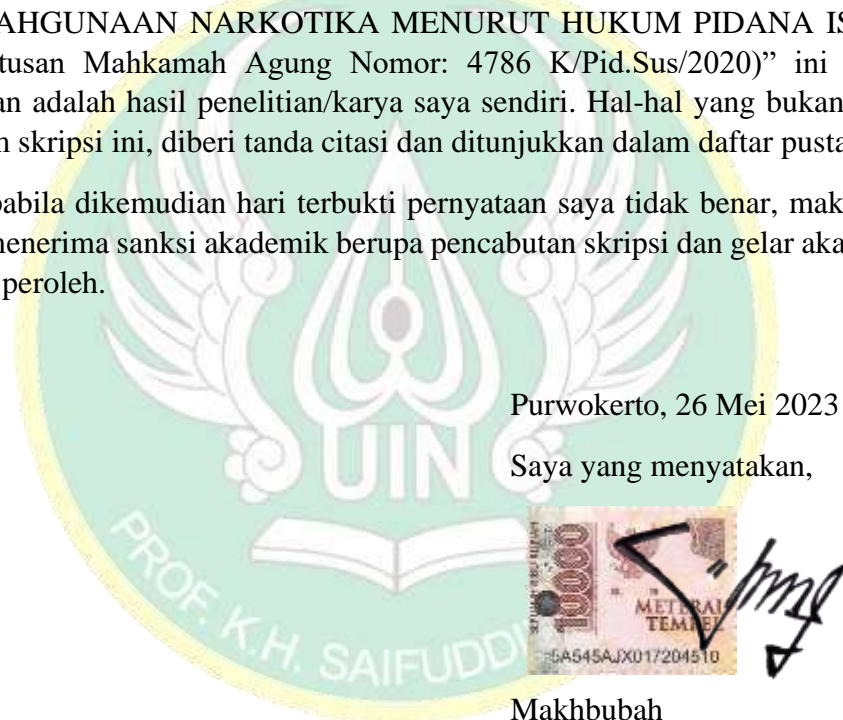 AHGUNAAN NARKOTIKA MENURUT HUKUM PIDANA IS
tusan Mahkamah Agung Nomor: 4786 K/Pid.Sus/2020)” ini
an adalah hasil penelitian/karya saya sendiri. Hal-hal yang bukan
n skripsi ini, diberi tanda citasi dan ditunjukkan dalam daftar pusta
pabila dikemudian hari terbukti pernyataan saya tidak benar, mak
menerima sanksi akademik berupa pencabutan skripsi dan gelar aka
peroleh.
Purwokerto, 26 Mei 2023
Saya yang menyatakan,
UIN
PROF. K.H. SAIFUDDI
10000
METERAI
TEMPEL
5A545AJX017204510
Makhbubah